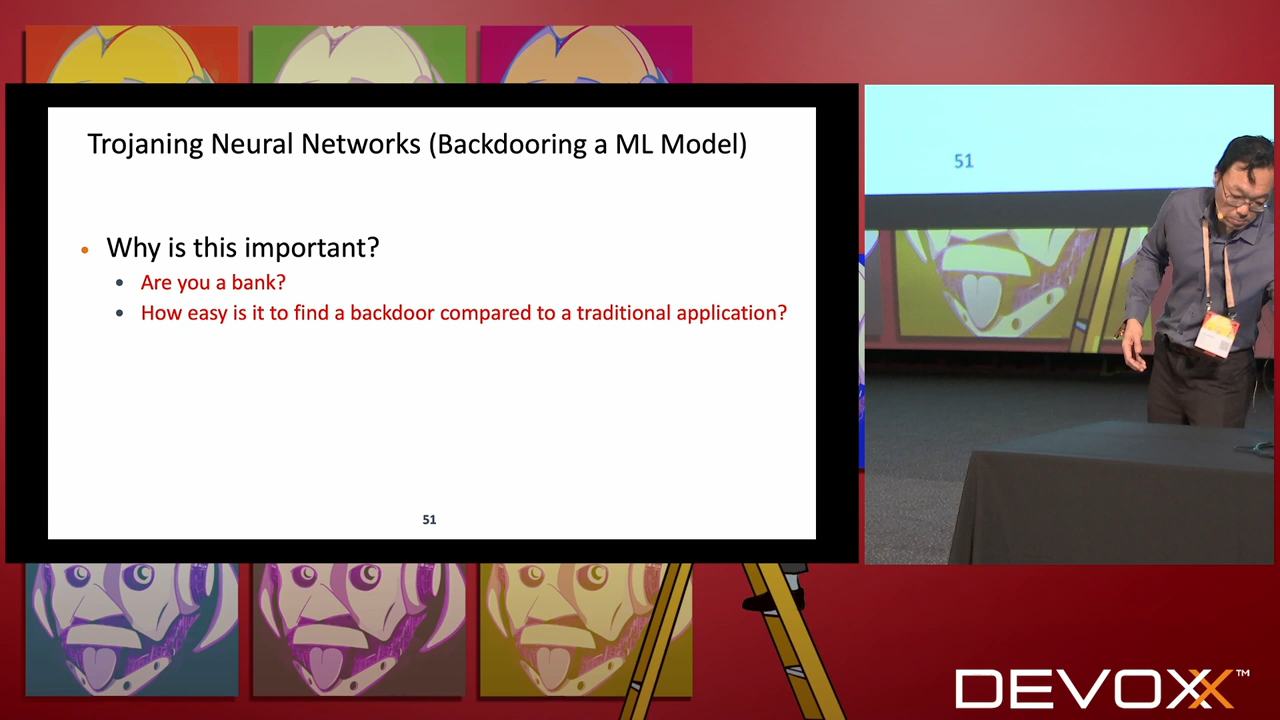 Trojaning Neural Networks (Backdooring a ML Model)
• Why is this important?
• Are you a bank?
• How easy is it to find a backdoor compared to a traditional application?
51
51
DEVOXX™